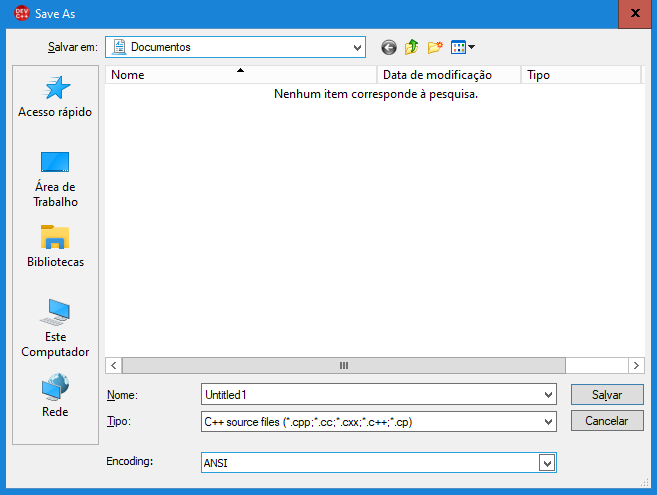 DEV C++ Save As x
Salvar em: Documentos
Nome Data de modificação Tipo
Nenhum item corresponde à pesquisa.
Acesso rápido
Área de
Trabalho
Bibliotecas
Este
Computador
Rede
Nome: Untitled1 Salvar
Tipo: C++ source files (*.cpp;*.cc;*.cxx;*.c++;*.cp) Cancelar
Encoding: ANSI